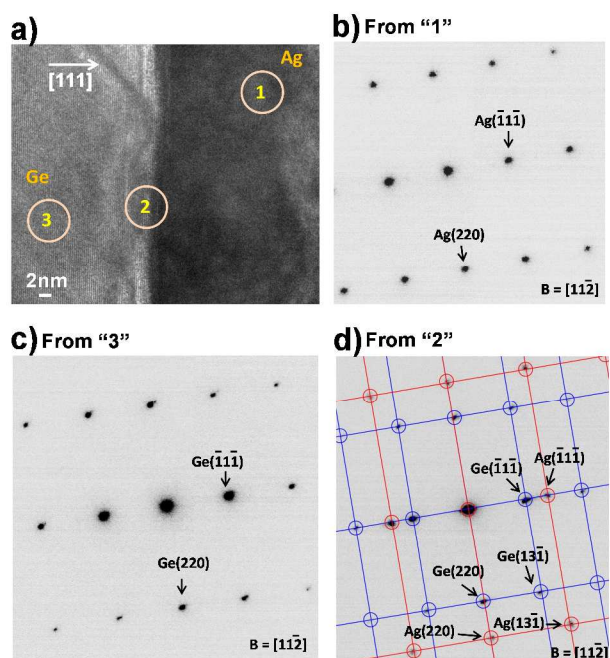 a)
Ag
[111]
1
Ge
3
2
2nm
b) From "1"
Ag(1̄11̄)
Ag(220)
B = [112̄]
c) From "3"
Ge(1̄11̄)
Ge(220)
B = [112̄]
d) From "2"
Ag(1̄11̄)
Ge(1̄11̄)
Ge(220)
Ge(131̄)
Ag(220)
Ag(131̄)
B = [112̄]